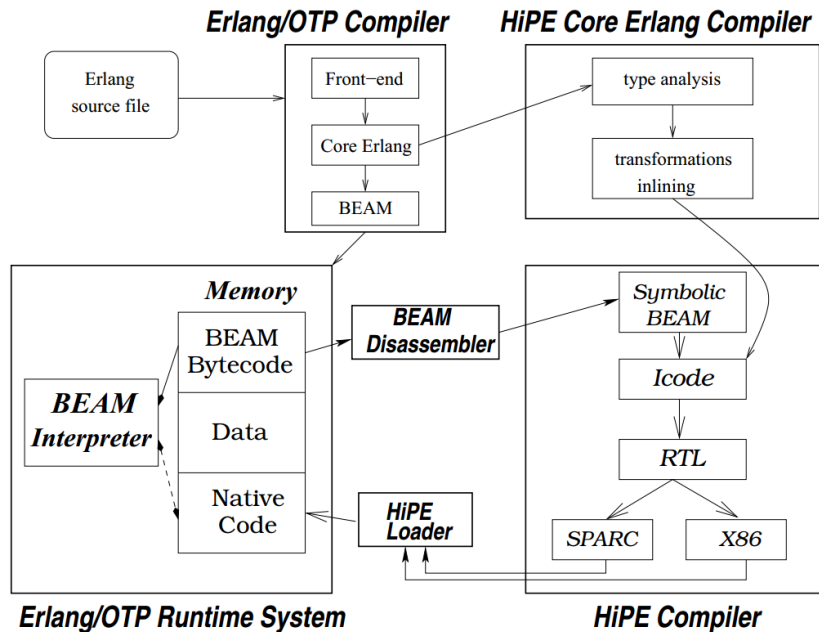 Erlang/OTP Compiler
HiPE Core Erlang Compiler
Erlang
source file
Front−end
Core Erlang
BEAM
type analysis
transformations
inlining
Memory
BEAM
Bytecode
Data
Native
Code
BEAM
Interpreter
BEAM
Disassembler
HiPE
Loader
Symbolic
BEAM
Icode
RTL
SPARC
X86
Erlang/OTP Runtime System
HiPE Compiler